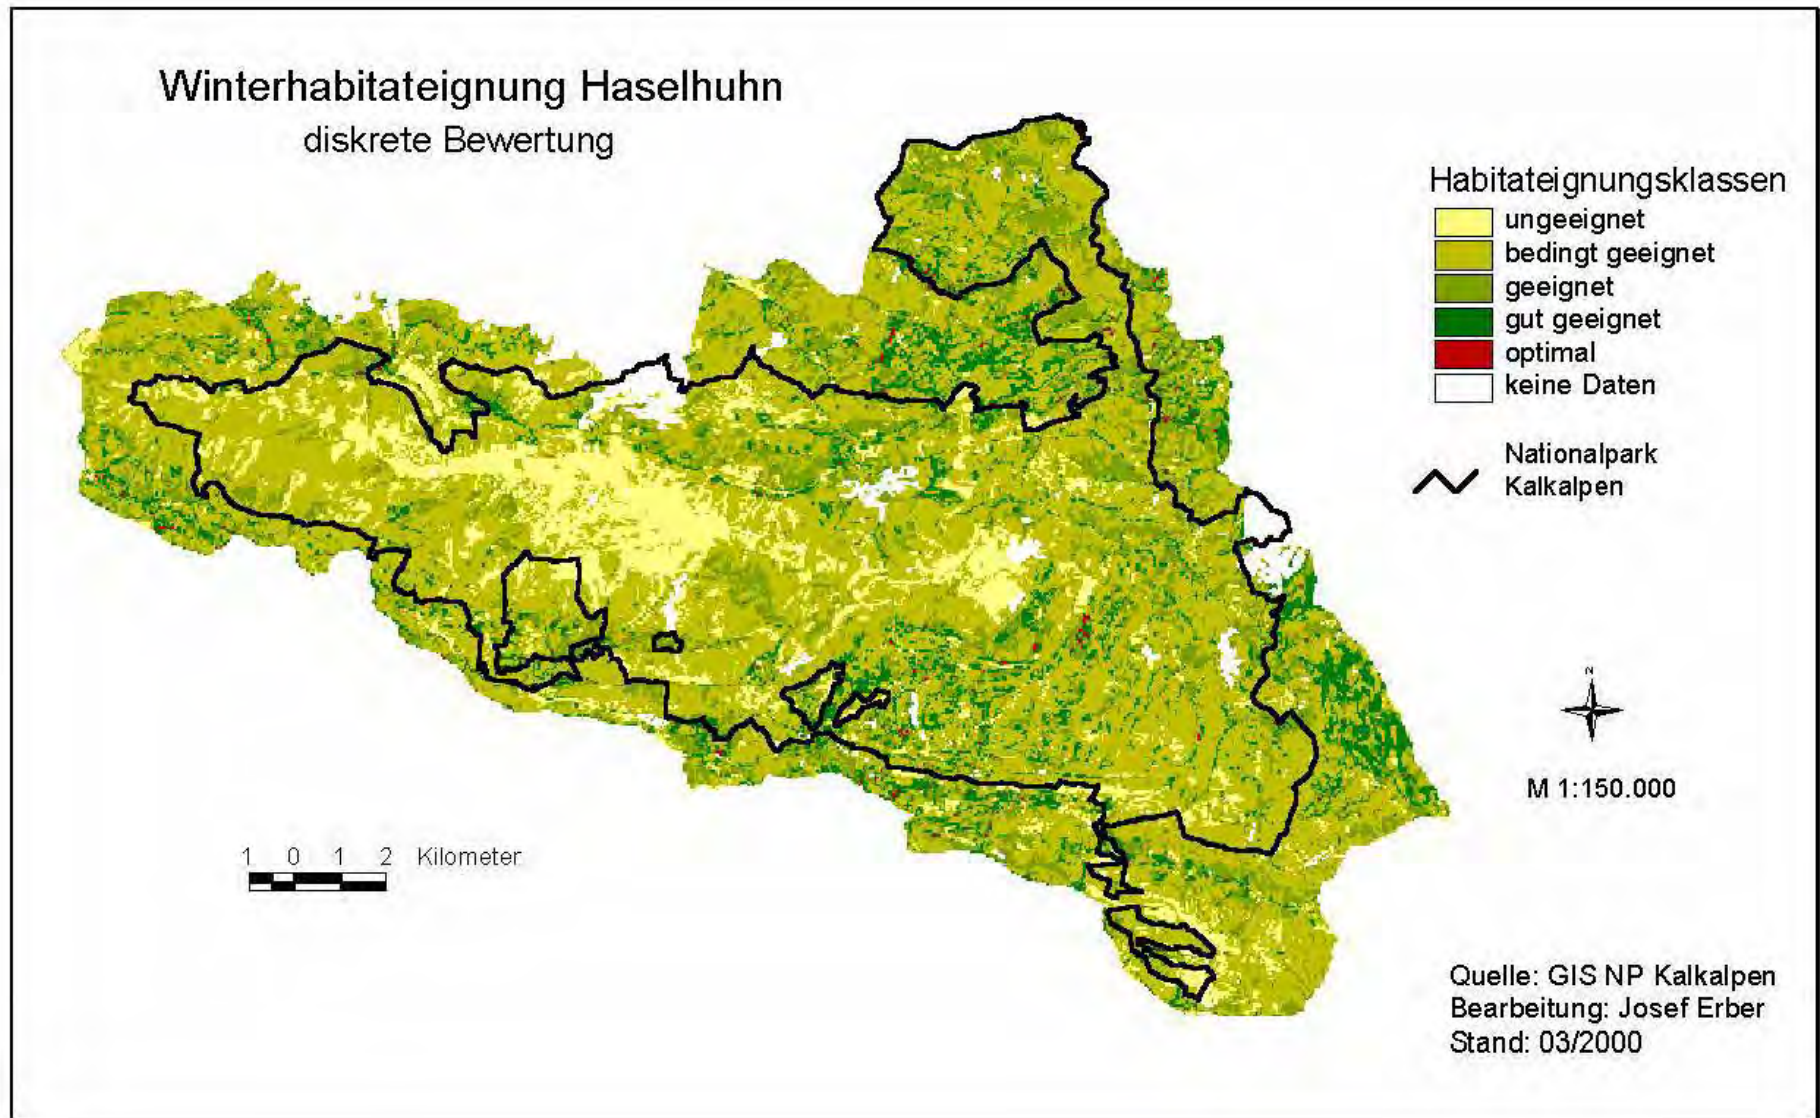 Winterhabitateignung Haselhuhn
diskrete Bewertung
Habitateignungsklassen
ungeeignet
bedingt geeignet
geeignet
gut geeignet
optimal
keine Daten
Nationalpark
Kalkalpen
N
M 1:150.000
1 0 1 2 Kilometer
Quelle: GIS NP Kalkalpen
Bearbeitung: Josef Erber
Stand: 03/2000